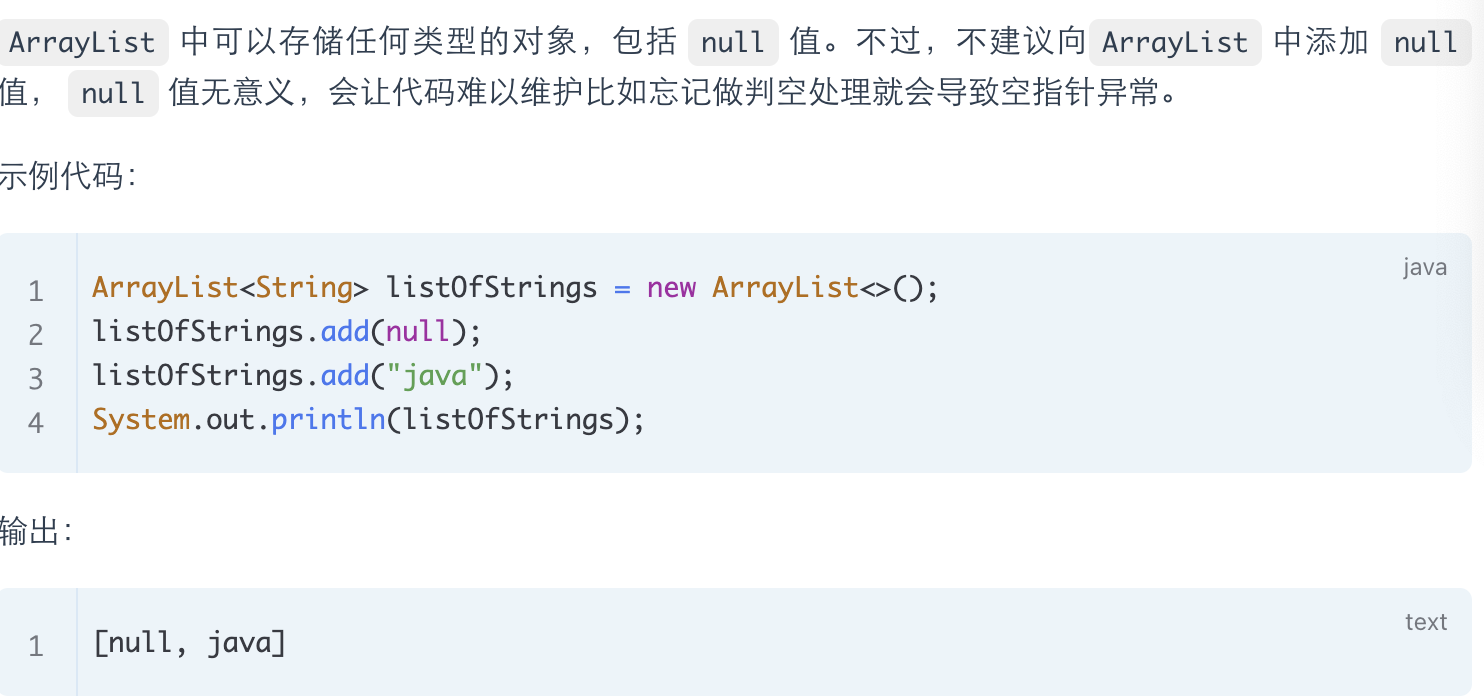 ArrayList 中可以存储任何类型的对象，包括 null 值。不过，不建议向 ArrayList 中添加 null
值， null 值无意义，会让代码难以维护比如忘记做判空处理就会导致空指针异常。
示例代码：
java
1 ArrayList<String> listOfStrings = new ArrayList<>();
2 listOfStrings.add(null);
3 listOfStrings.add("java");
4 System.out.println(listOfStrings);
输出：
text
1 [null, java]